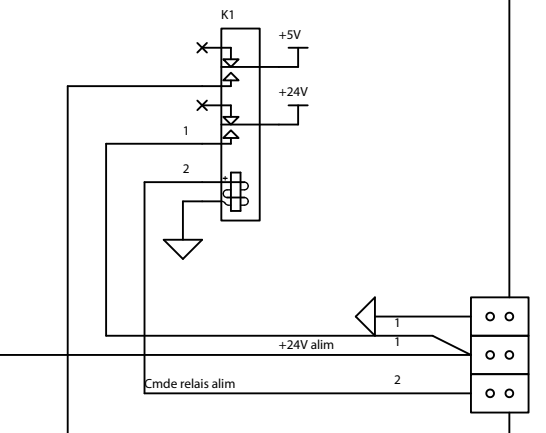 K1
+5V
+24V
1
2
+
1
1
+24V alim
2
Cmde relais alim